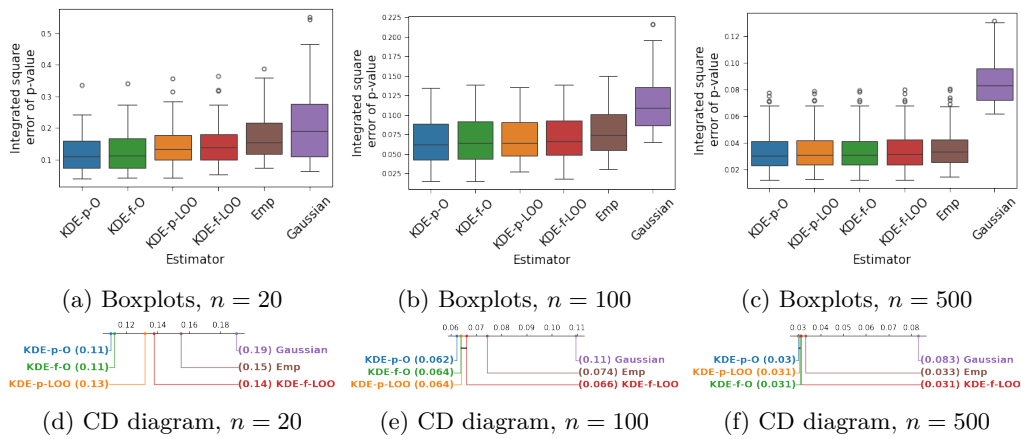 Integrated square
error of p-value
0.5
0.4
0.3
0.2
0.1
KDE-p-O
KDE-f-O
KDE-p-LOO
KDE-f-LOO
Emp
Gaussian
Estimator
(a) Boxplots, n = 20
Integrated square
error of p-value
0.225
0.200
0.175
0.150
0.125
0.100
0.075
0.050
0.025
KDE-p-O
KDE-f-O
KDE-p-LOO
KDE-f-LOO
Emp
Gaussian
Estimator
(b) Boxplots, n = 100
Integrated square
error of p-value
0.12
0.10
0.08
0.06
0.04
0.02
KDE-p-O
KDE-p-LOO
KDE-f-O
KDE-f-LOO
Emp
Gaussian
Estimator
(c) Boxplots, n = 500
0.12 0.14 0.16 0.18
KDE-p-O (0.11) (0.19) Gaussian
KDE-f-O (0.11) (0.15) Emp
KDE-p-LOO (0.13) (0.14) KDE-f-LOO
(d) CD diagram, n = 20
0.06 0.07 0.08 0.09 0.10 0.11
KDE-p-O (0.062) (0.11) Gaussian
KDE-f-O (0.064) (0.074) Emp
KDE-p-LOO (0.064) (0.066) KDE-f-LOO
(e) CD diagram, n = 100
0.03 0.04 0.05 0.06 0.07 0.08
KDE-p-O (0.03) (0.083) Gaussian
KDE-p-LOO (0.031) (0.033) Emp
KDE-f-O (0.031) (0.031) KDE-f-LOO
(f) CD diagram, n = 500